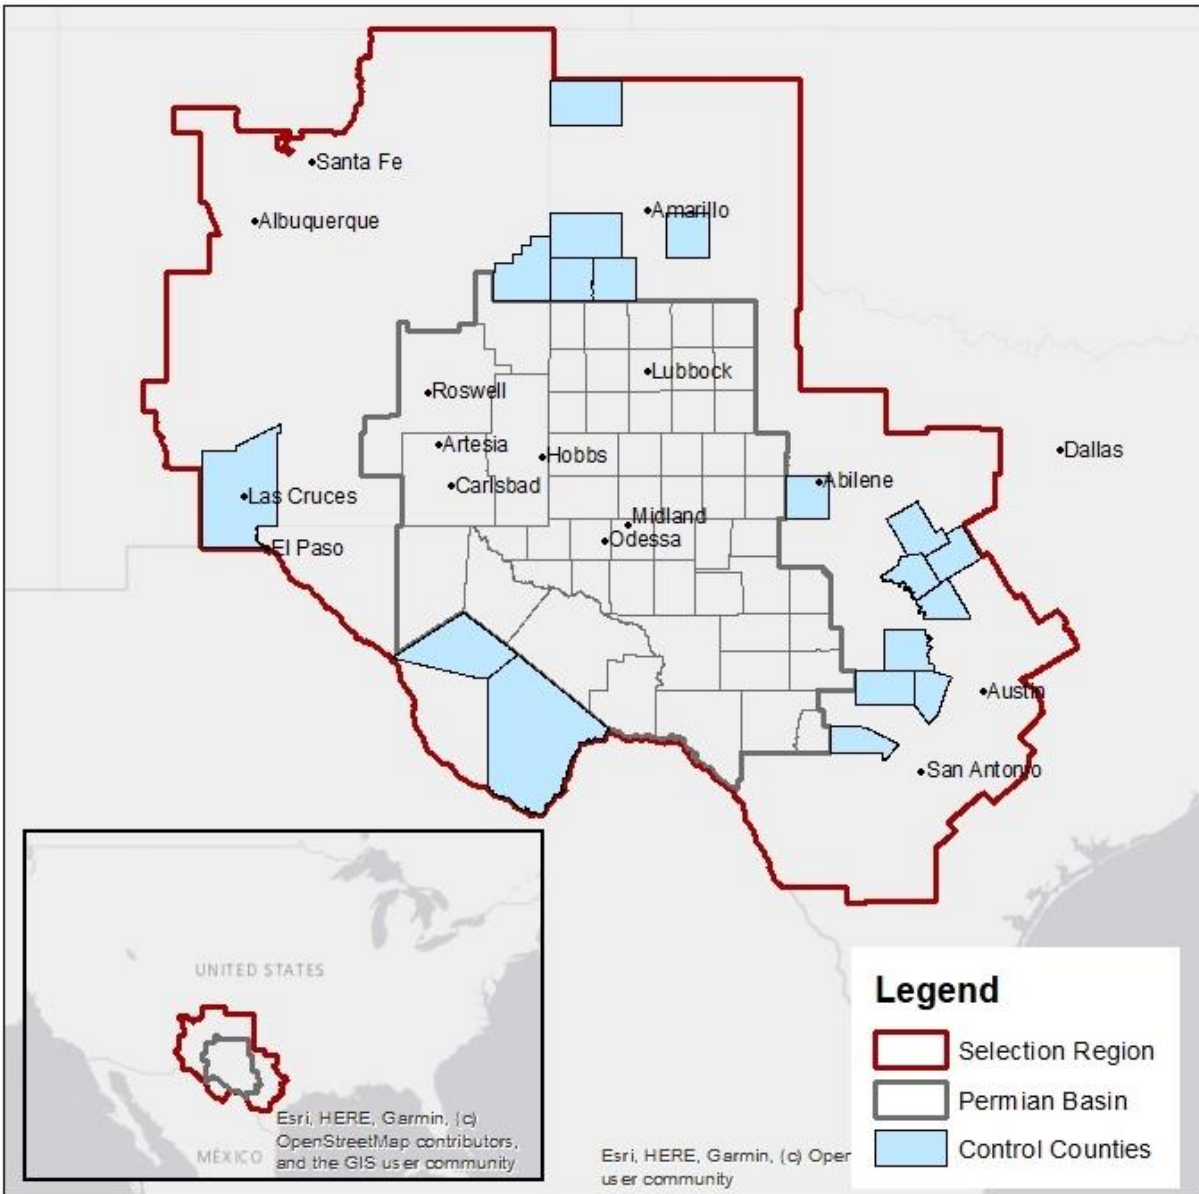 Santa Fe
Albuquerque
Amarillo
Lubbock
Roswell
Artesia
Hobbs
Carlsbad
Dallas
Abilene
Las Cruces
Midland
Odessa
El Paso
Austin
San Antonio
UNITED STATES
MÉXICO
Esri, HERE, Garmin, (c)
OpenStreetMap contributors,
and the GIS user community
Esri, HERE, Garmin, (c) Oper
user community
Legend
Selection Region
Permian Basin
Control Counties